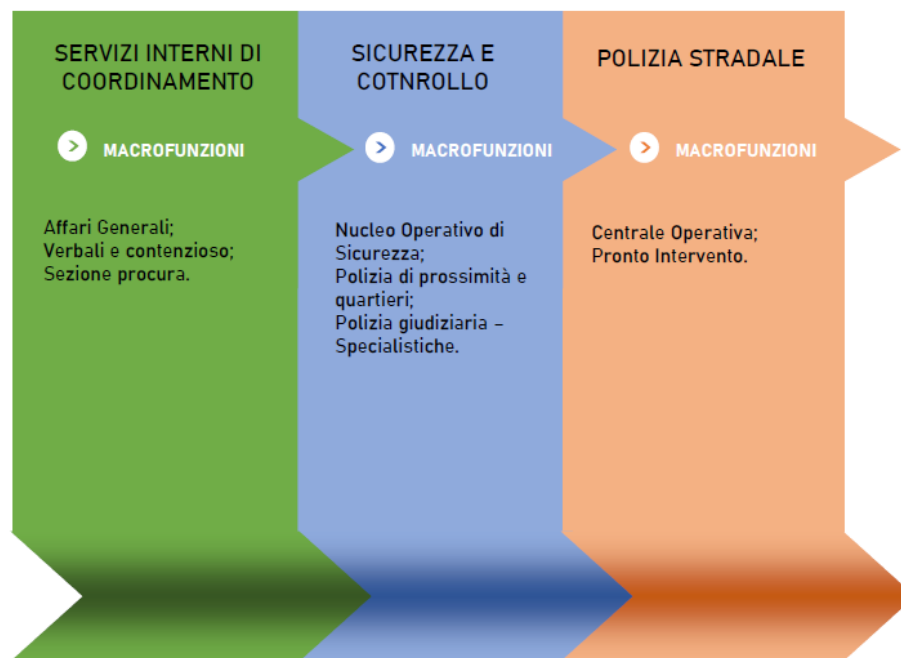 SERVIZI INTERNI DI
COORDINAMENTO
MACROFUNZIONI
Affari Generali;
Verbali e contenzioso;
Sezione procura.
SICUREZZA E
COTNROLLO
MACROFUNZIONI
Nucleo Operativo di
Sicurezza;
Polizia di prossimità e
quartieri;
Polizia giudiziaria –
Specialistiche.
POLIZIA STRADALE
MACROFUNZIONI
Centrale Operativa;
Pronto Intervento.